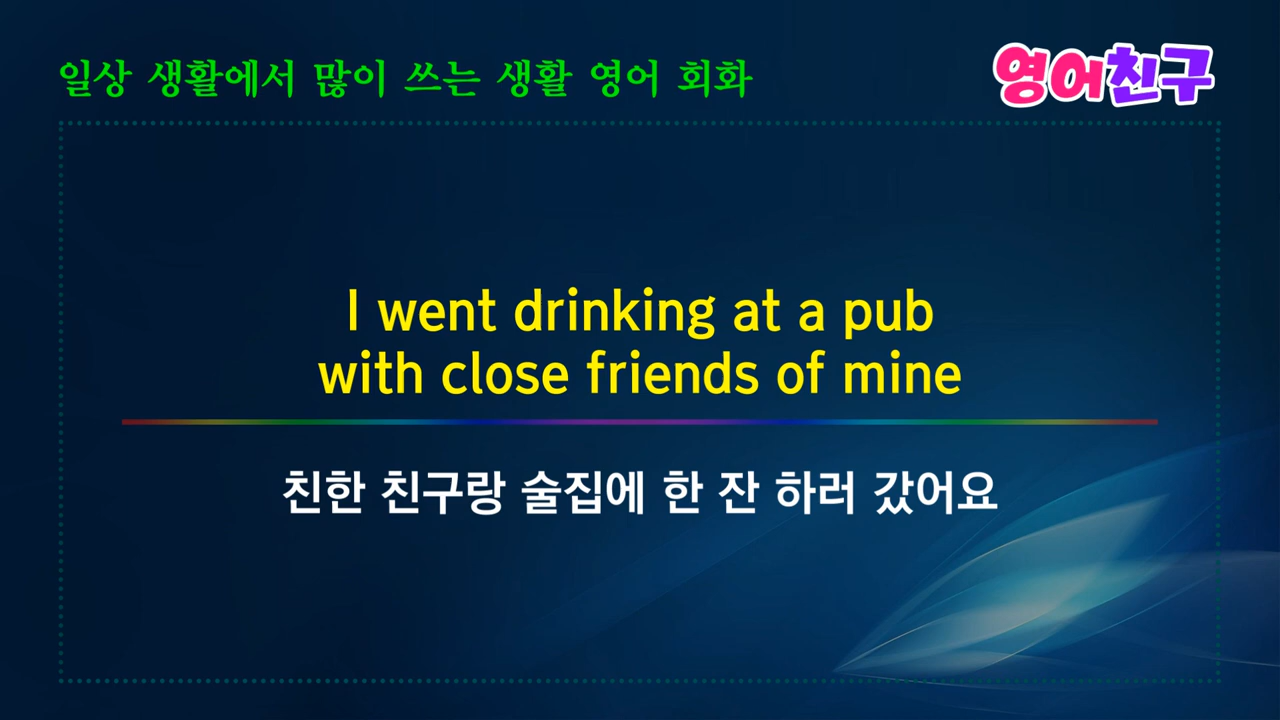 일상 생활에서 많이 쓰는 생활 영어 회화
영어친구
I went drinking at a pub
with close friends of mine
친한 친구랑 술집에 한 잔 하러 갔어요